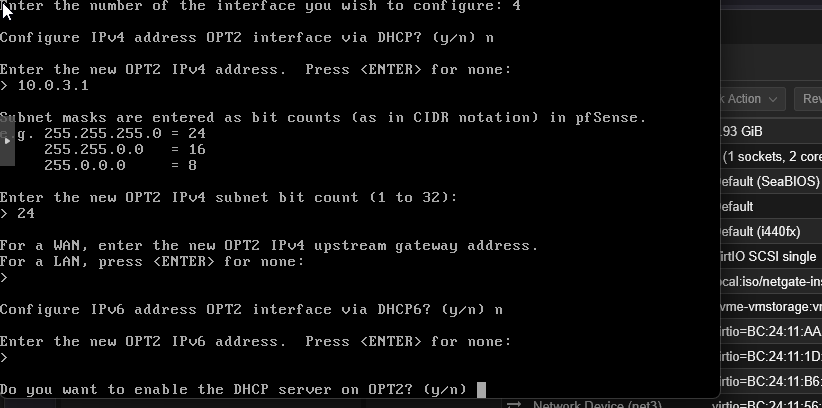 Enter the number of the interface you wish to configure: 4
Configure IPv4 address OPT2 interface via DHCP? (y/n) n
Enter the new OPT2 IPv4 address.  Press <ENTER> for none:
> 10.0.3.1
Subnet masks are entered as bit counts (as in CIDR notation) in pfSense.
e.g. 255.255.255.0 = 24
255.255.0.0   = 16
255.0.0.0     = 8
Enter the new OPT2 IPv4 subnet bit count (1 to 32):
> 24
For a WAN, enter the new OPT2 IPv4 upstream gateway address.
For a LAN, press <ENTER> for none:
>
Configure IPv6 address OPT2 interface via DHCP6? (y/n) n
Enter the new OPT2 IPv6 address.  Press <ENTER> for none:
>
Do you want to enable the DHCP server on OPT2? (y/n)
Action
Rev
.93 GiB
(1 sockets, 2 core
efault (SeaBIOS)
efault
efault (i440fx)
irtIO SCSI single
cal:iso/netgate-ins
vme-vmstorage:vr
irtio=BC:24:11:AA
irtio=BC:24:11:1D
irtio=BC:24:11:B6:
Network Device (net3)
virtio=BC:24:11:56: